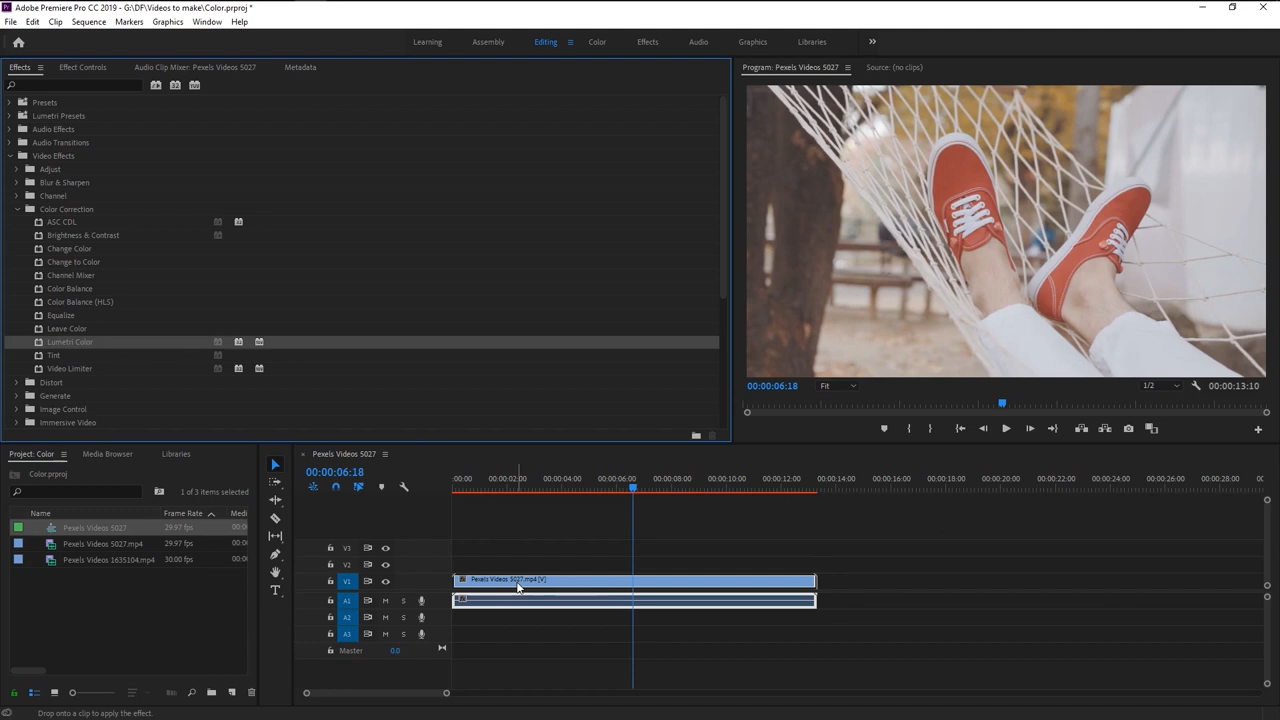 Adobe Premiere Pro CC 2019 - G:\DF\Videos to make\Color.prproj *
File Edit Clip Sequence Markers Graphics Window Help
Learning Assembly Editing Color Effects Audio Graphics Libraries
Effects Effect Controls Audio Clip Mixer: Pexels Videos 5027 Metadata
Program: Pexels Videos 5027 Source: (no clips)
Presets
Lumetri Presets
Audio Effects
Audio Transitions
Video Effects
Adjust
Blur & Sharpen
Channel
Color Correction
ASC CDL
Brightness & Contrast
Change Color
Change to Color
Channel Mixer
Color Balance
Color Balance (HLS)
Equalize
Leave Color
Lumetri Color
Tint
Video Limiter
Distort
Generate
Image Control
Immersive Video
00:00:06:18 Fit 1/2 00:00:13:10
Project: Color Media Browser Libraries
Color.prproj
1 of 3 items selected
Name Frame Rate Medi
Pexels Videos 5027 29.97 fps 00:0
Pexels Videos 5027.mp4 29.97 fps 00:0
Pexels Videos 1635104.mp4 30.00 fps 00:0
Pexels Videos 5027
00:00:06:18
:00:00 00:00:02:00 00:00:04:00 00:00:06:00 00:00:08:00 00:00:10:00 00:00:12:00 00:00:14:00 00:00:16:00 00:00:18:00 00:00:20:00 00:00:22:00 00:00:24:00 00:00:26:00 00:00:28:00
V3
V2
V1 Pexels Videos 5027.mp4 [V]
A1 M S
A2 M S
A3 M S
Master 0.0
Drop onto a clip to apply the effect.